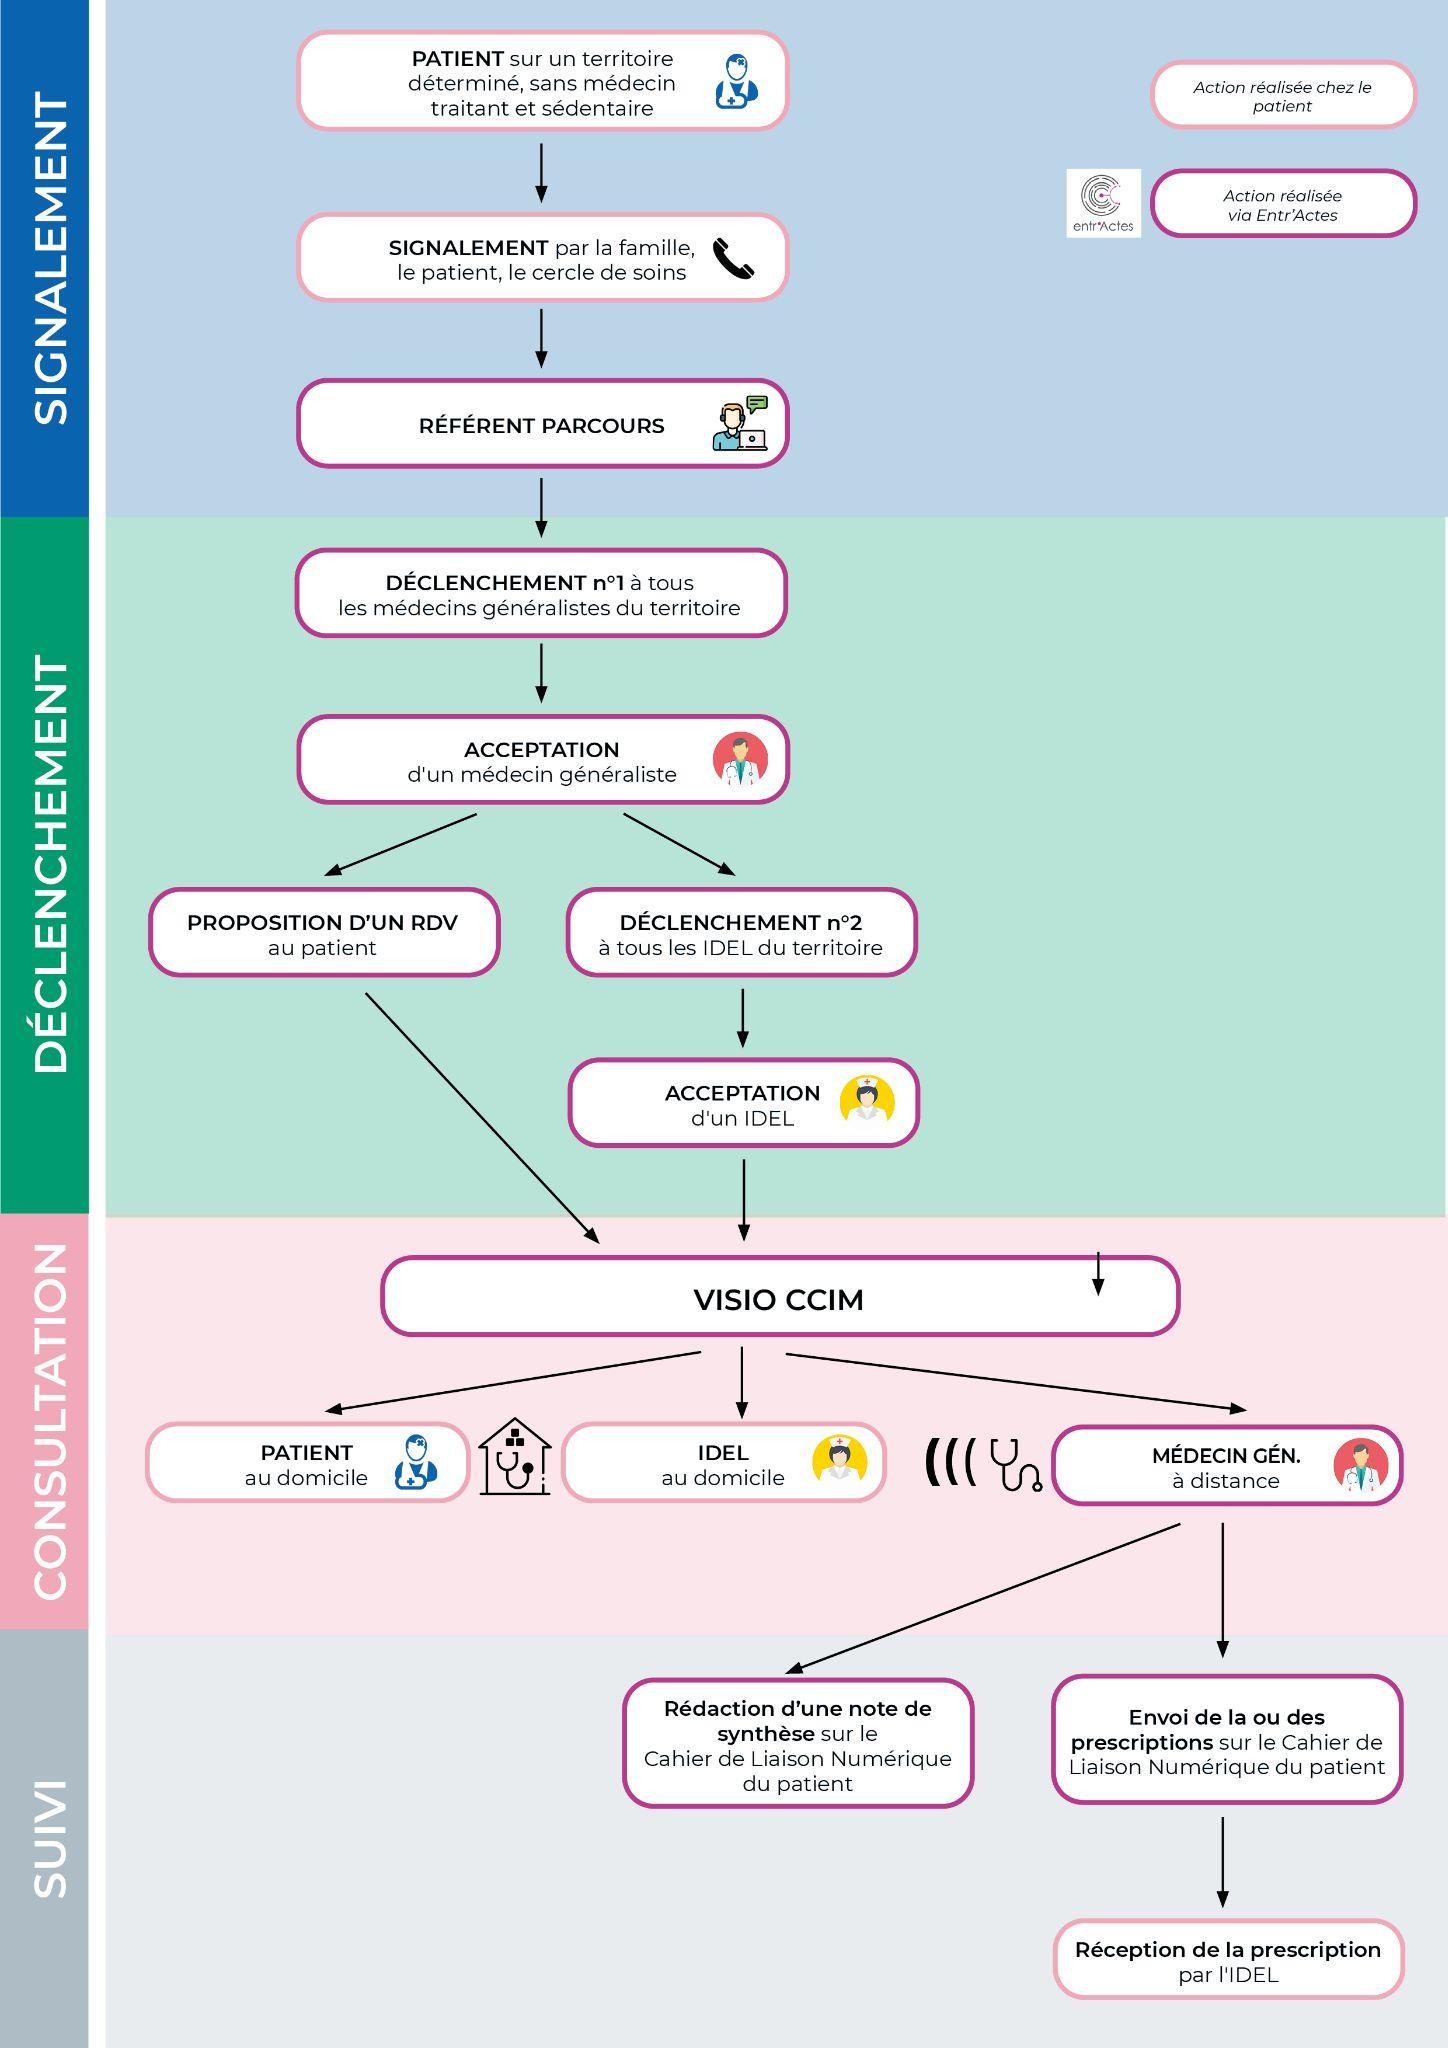 SIGNALEMENT
PATIENT sur un territoire
déterminé, sans médecin
traitant et sédentaire
Action réalisée chez le
patient
entr'Actes
Action réalisée
via Entr'Actes
SIGNALEMENT par la famille,
le patient, le cercle de soins
RÉFÉRENT PARCOURS
DÉCLENCHEMENT
DÉCLENCHEMENT n°1 à tous
les médecins généralistes du territoire
ACCEPTATION
d'un médecin généraliste
PROPOSITION D'UN RDV
au patient
DÉCLENCHEMENT n°2
à tous les IDEL du territoire
ACCEPTATION
d'un IDEL
CONSULTATION
VISIO CCIM
PATIENT
au domicile
IDEL
au domicile
MÉDECIN GÉN.
à distance
SUIVI
Rédaction d'une note de
synthèse sur le
Cahier de Liaison Numérique
du patient
Envoi de la ou des
prescriptions sur le Cahier de
Liaison Numérique du patient
Réception de la prescription
par l'IDEL